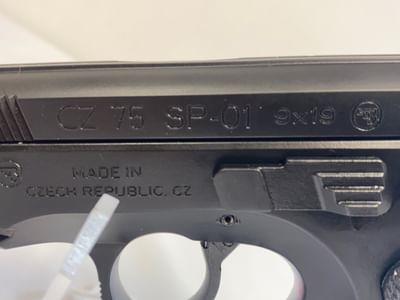 CZ 75 SP-01 9x19
MADE IN
CZECH REPUBLIC, CZ